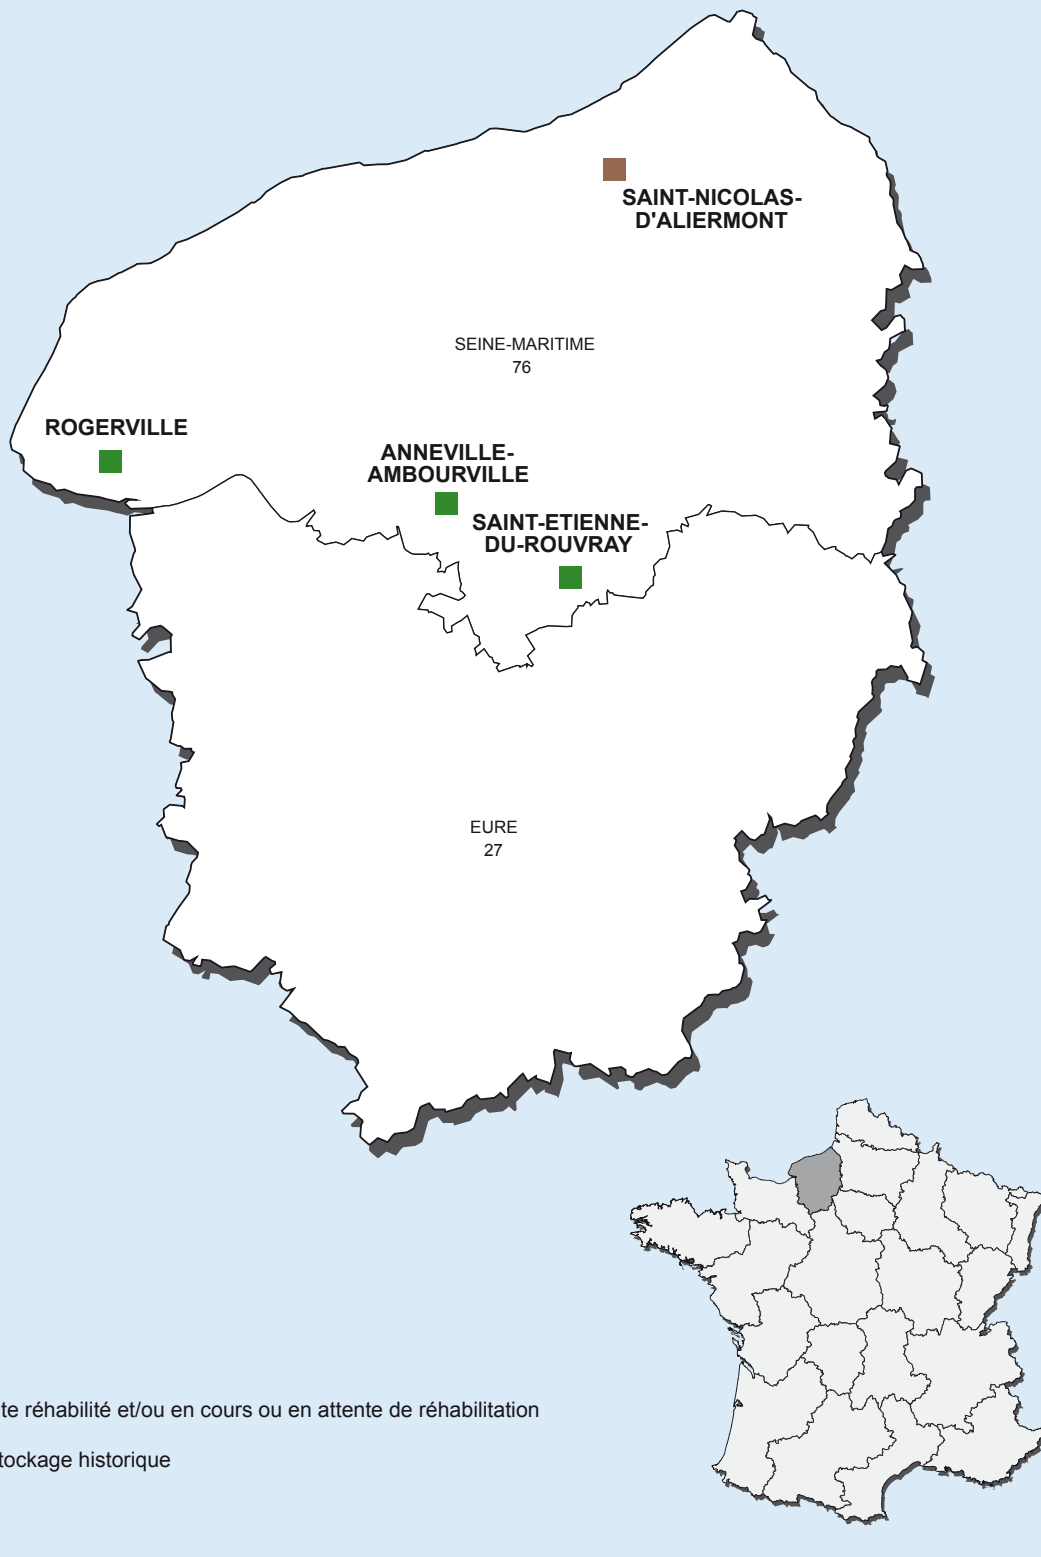 SAINT-NICOLAS-
D'ALIERMONT
SEINE-MARITIME
76
ROGERVILLE
ANNEVILLE-
AMBOURVILLE
SAINT-ETIENNE-
DU-ROUVRAY
EURE
27
te réhabilité et/ou en cours ou en attente de réhabilitation
tockage historique